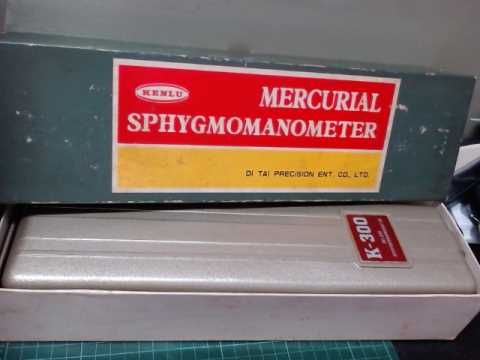 KENLU
MERCURIAL
SPHYGMOMANOMETER
DI TAI PRECISION ENT. CO., LTD.
K-300